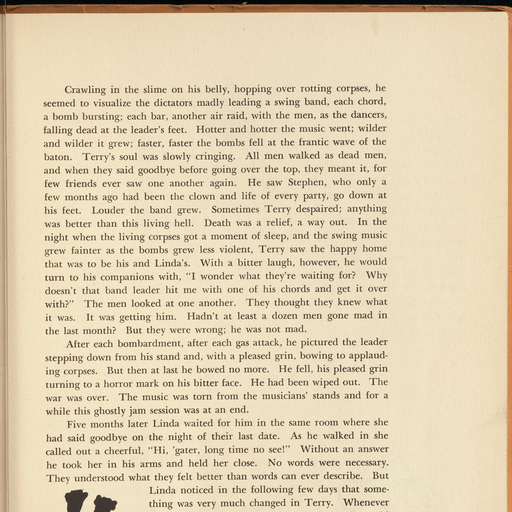 Crawling in the slime on his belly, hopping over rotting corpses, he
seemed to visualize the dictators madly leading a swing band, each chord,
a bomb bursting; each bar, another air raid, with the men, as the dancers,
falling dead at the leader's feet. Hotter and hotter the music went; wilder
and wilder it grew; faster, faster the bombs fell at the frantic wave of the
baton. Terry's soul was slowly cringing. All men walked as dead men,
and when they said goodbye before going over the top, they meant it, for
few friends ever saw one another again. He saw Stephen, who only a
few months ago had been the clown and life of every party, go down at
his feet. Louder the band grew. Sometimes Terry despaired; anything
was better than this living hell. Death was a relief, a way out. In the
night when the living corpses got a moment of sleep, and the swing music
grew fainter as the bombs grew less violent, Terry saw the happy home
that was to be his and Linda's. With a bitter laugh, however, he would
turn to his companions with, "I wonder what they're waiting for? Why
doesn't that band leader hit me with one of his chords and get it over
with?" The men looked at one another. They thought they knew what
it was. It was getting him. Hadn't at least a dozen men gone mad in
the last month? But they were wrong; he was not mad.
After each bombardment, after each gas attack, he pictured the leader
stepping down from his stand and, with a pleased grin, bowing to applaud-
ing corpses. But then at last he bowed no more. He fell, his pleased grin
turning to a horror mark on his bitter face. He had been wiped out. The
war was over. The music was torn from the musicians' stands and for a
while this ghostly jam session was at an end.
Five months later Linda waited for him in the same room where she
had said goodbye on the night of their last date. As he walked in she
called out a cheerful, "Hi, 'gater, long time no see!" Without an answer
he took her in his arms and held her close. No words were necessary.
They understood what they felt better than words can ever describe. But
Linda noticed in the following few days that some-
thing was very much changed in Terry. Whenever